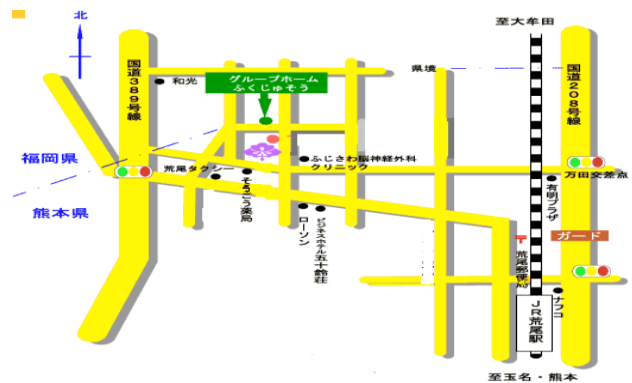 北
至大牟田
国道389号線
和光
グループホーム
ふくじゅそう
県境
国道208号線
福岡県
荒尾タクシー
そうごう薬局
ふじさわ脳神経外科
クリニック
万田交差点
有明プラザ
熊本県
ローソン
ビジネスホテル五十鈴荘
〒
荒尾郵便局
ガード
ナフコ
JR荒尾駅
至玉名・熊本